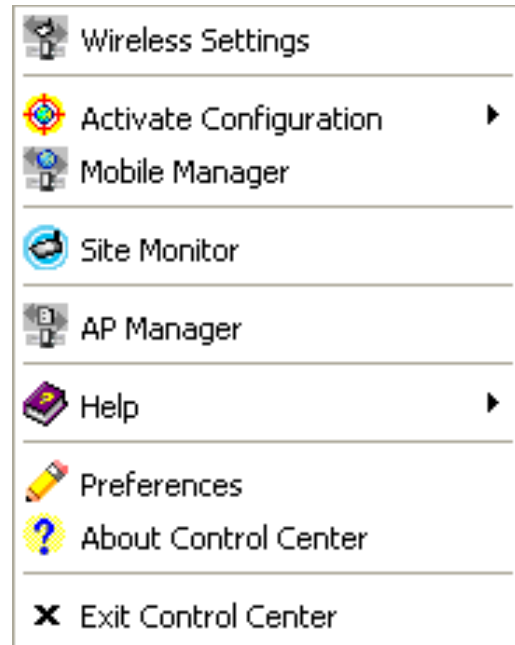 Wireless Settings
Activate Configuration
Mobile Manager
Site Monitor
AP Manager
Help
Preferences
About Control Center
Exit Control Center